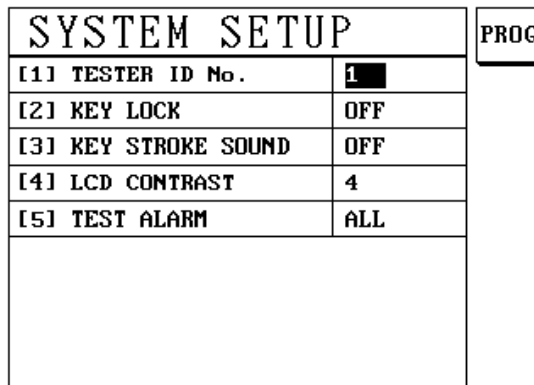 SYSTEM SETUP
PROG
[1] TESTER ID No. 1
[2] KEY LOCK OFF
[3] KEY STROKE SOUND OFF
[4] LCD CONTRAST 4
[5] TEST ALARM ALL